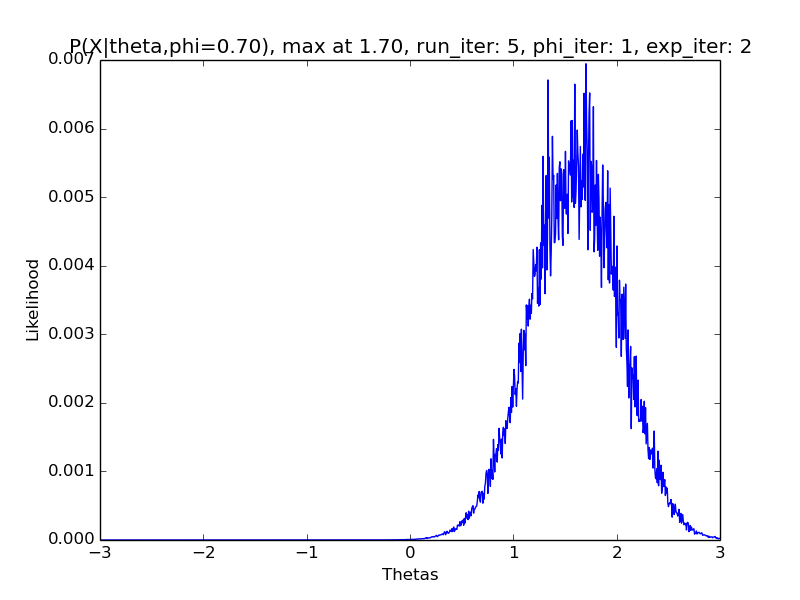 P(X|theta,phi=0.70), max at 1.70, run_iter: 5, phi_iter: 1, exp_iter: 2
0.007
0.006
0.005
0.004
0.003
0.002
0.001
0.000
Likelihood
−3 −2 −1 0 1 2 3
Thetas